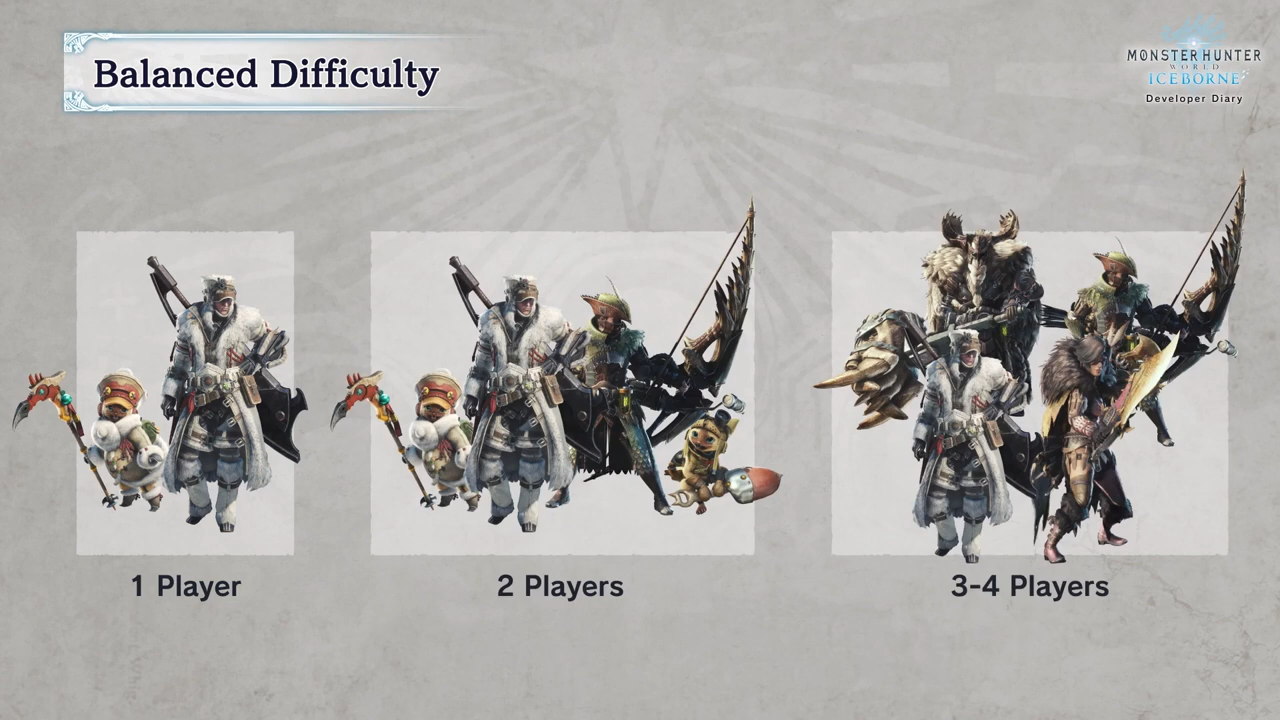 Balanced Difficulty
MONSTER HUNTER
WORLD
ICEBORNE
Developer Diary
1 Player
2 Players
3-4 Players